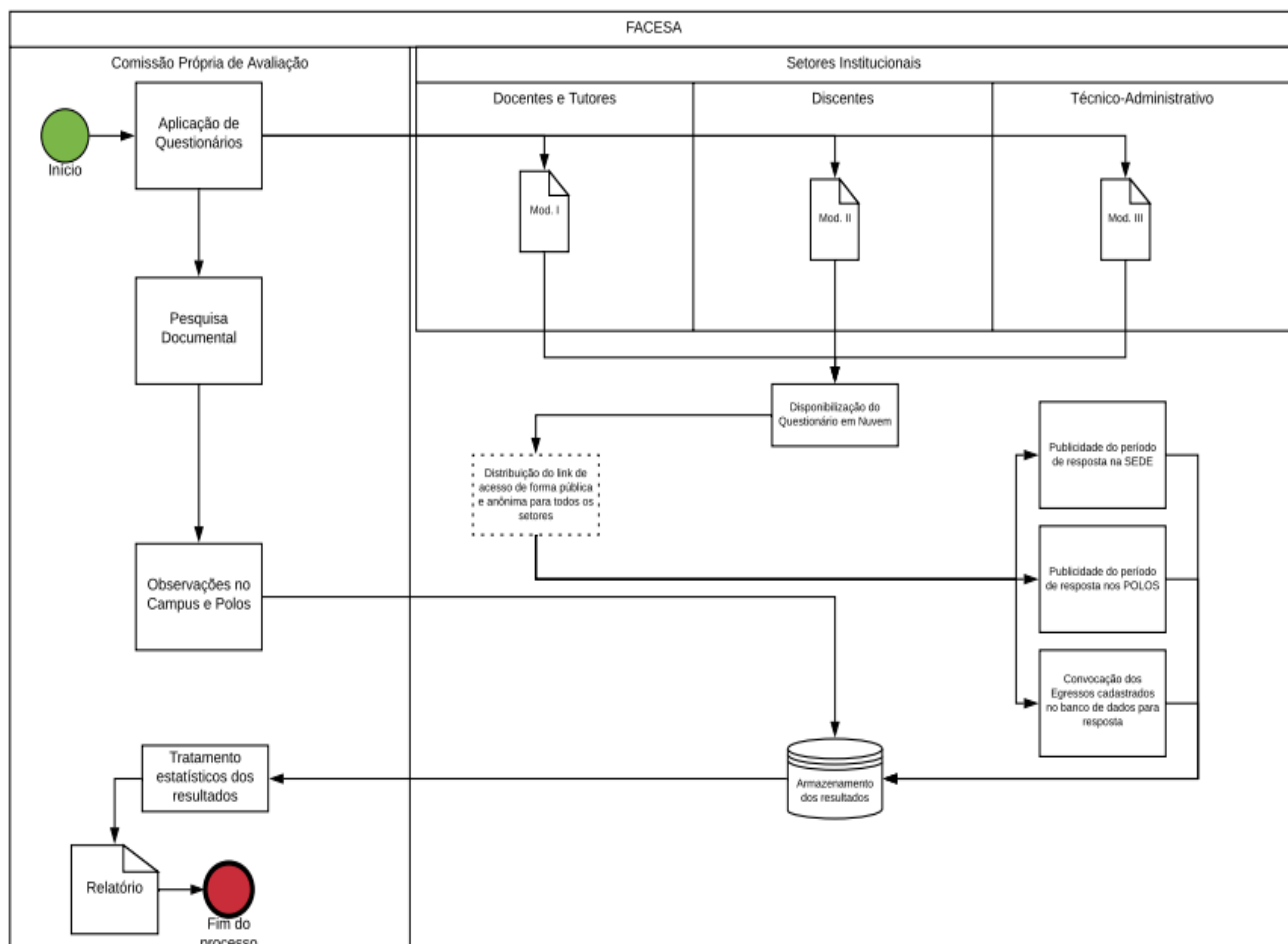 FACESA
Comissão Própria de Avaliação
Setores Institucionais
Docentes e Tutores
Discentes
Técnico-Administrativo
Início
Aplicação de
Questionários
Mod. I
Mod. II
Mod. III
Pesquisa
Documental
Disponibilização do
Questionário em Nuvem
Distribuição do link de
acesso de forma pública
e anônima para todos os
setores
Publicidade do período
de resposta na SEDE
Publicidade do período
de resposta nos POLOS
Convocação dos
Egressos cadastrados
no banco de dados para
resposta
Observações no
Campus e Polos
Armazenamento
dos resultados
Tratamento
estatísticos dos
resultados
Relatório
Fim do
processo